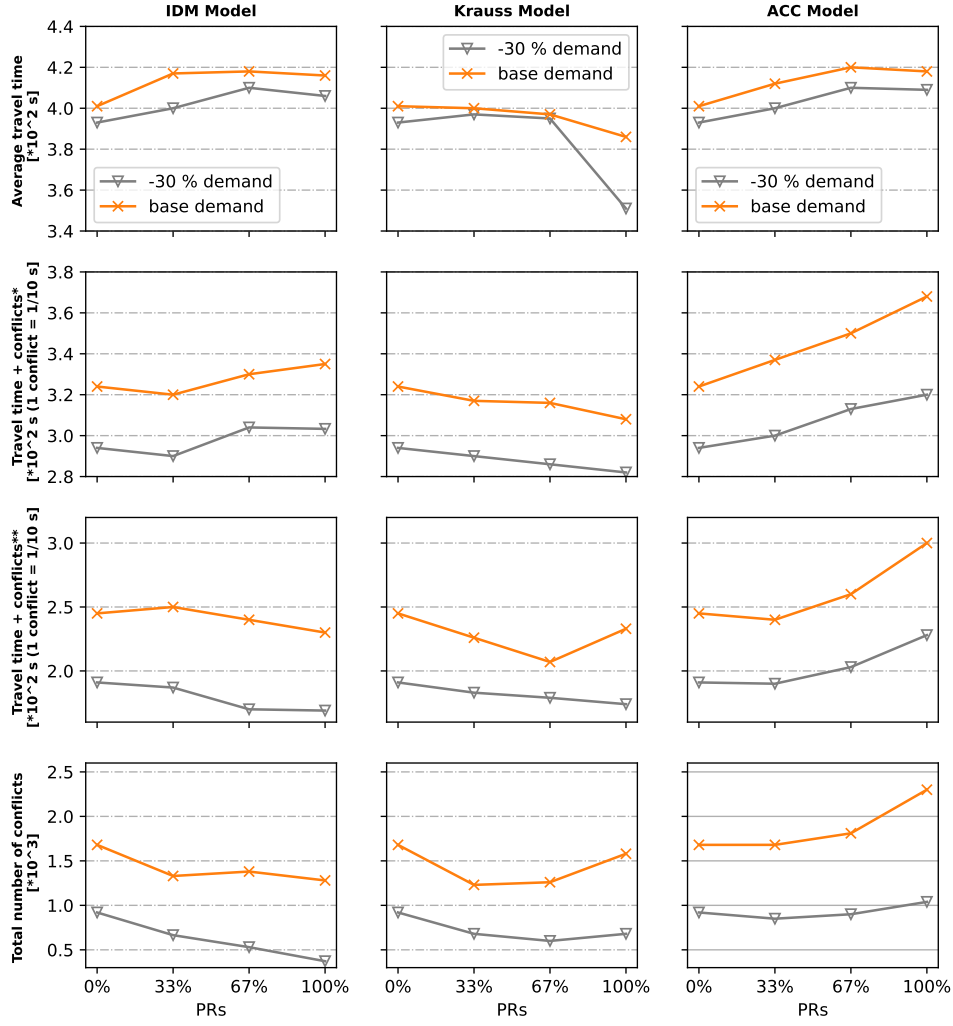 IDM Model
Krauss Model
ACC Model
Average travel time
[*10^2 s]
4.4
4.2
4.0
3.8
3.6
3.4
-30 % demand
base demand
-30 % demand
base demand
-30 % demand
base demand
Travel time + conflicts*
[*10^2 s (1 conflict = 1/10 s]
3.8
3.6
3.4
3.2
3.0
2.8
Travel time + conflicts**
[*10^2 s (1 conflict = 1/10 s]
3.0
2.5
2.0
Total number of conflicts
[*10^3]
2.5
2.0
1.5
1.0
0.5
0% 33% 67% 100%
0% 33% 67% 100%
0% 33% 67% 100%
PRs
PRs
PRs